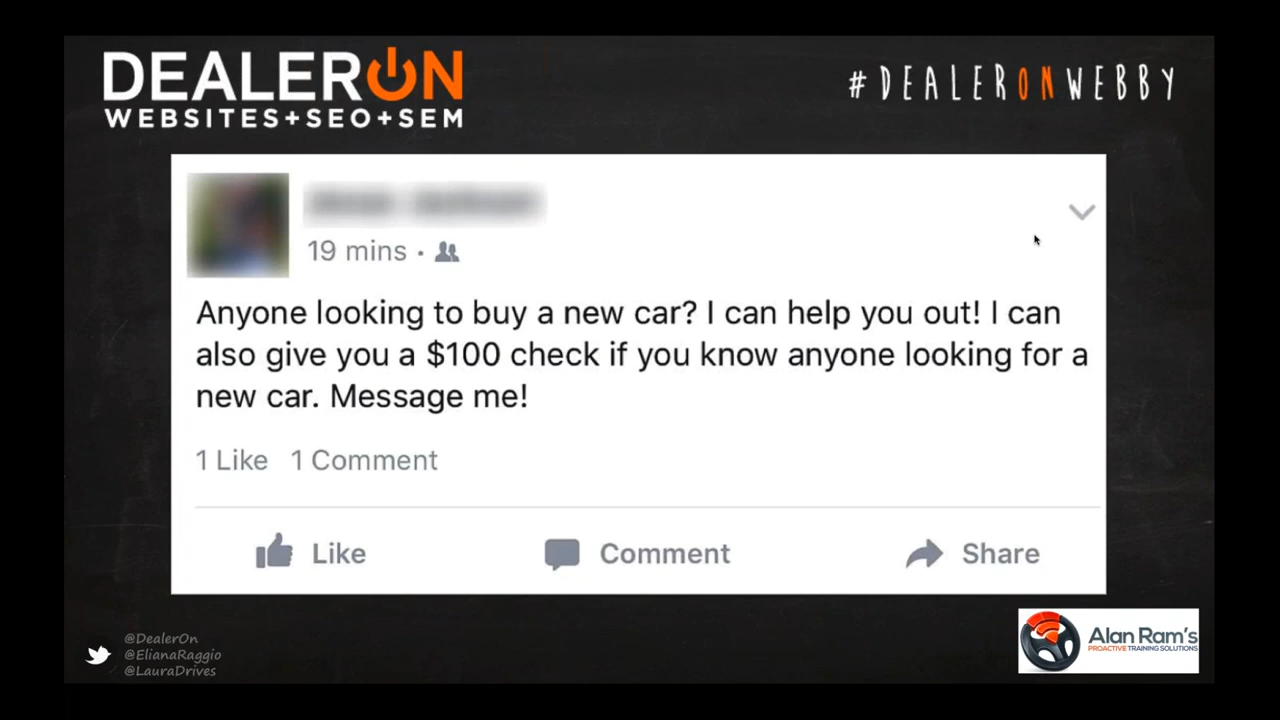 DEALERON
WEBSITES+SEO+SEM
#DEALERONWEBBY
19 mins ·
Anyone looking to buy a new car? I can help you out! I can
also give you a $100 check if you know anyone looking for a
new car. Message me!
1 Like 1 Comment
Like Comment Share
@DealerOn
@ElianaRaggio
@LauraDrives
Alan Ram's
PROACTIVE TRAINING SOLUTIONS